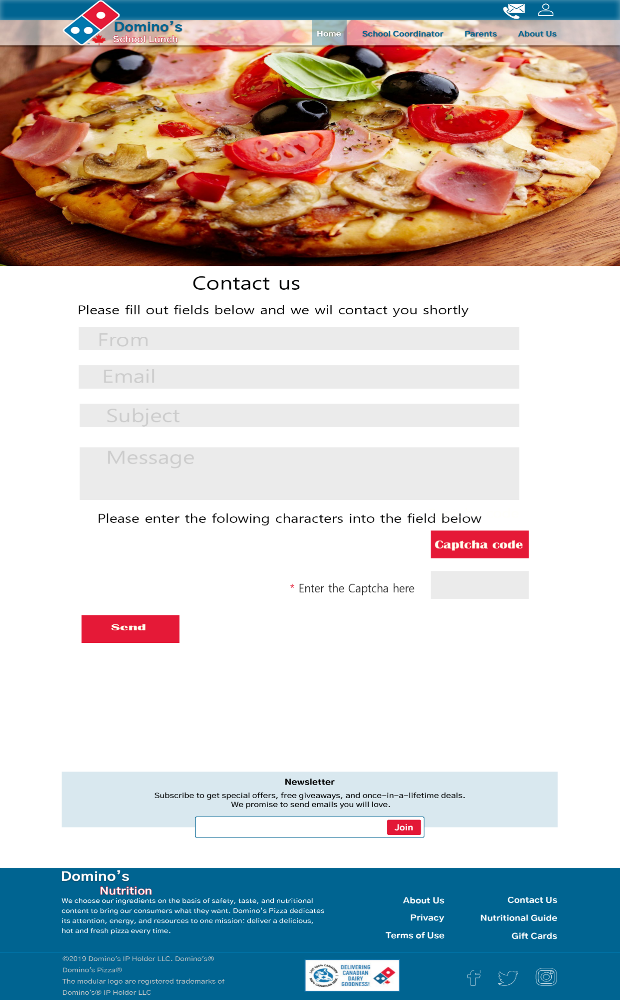 Domino's
School Lunch
Home
School Coordinator
Parents
About Us
Contact us
Please fill out fields below and we wil contact you shortly
From
Email
Subject
Message
Please enter the folowing characters into the field below
Captcha code
* Enter the Captcha here
Send
Newsletter
Subscribe to get special offers, free giveaways, and once-in-a-lifetime deals.
We promise to send emails you will love.
Join
Domino's
Nutrition
We choose our ingredients on the basis of safety, taste, and nutritional
content to bring our consumers what they want. Domino's Pizza dedicates
its attention, energy, and resources to one mission: deliver a delicious,
hot and fresh pizza every time.
About Us
Contact Us
Privacy
Nutritional Guide
Terms of Use
Gift Cards
©2019 Domino's IP Holder LLC. Domino's®
Domino's Pizza®
The modular logo are registered trademarks of
Domino's® IP Holder LLC
LAIT 100% CANADIEN
100% CANADIAN MILK
DELIVERING
CANADIAN
DAIRY
GOODNESS!